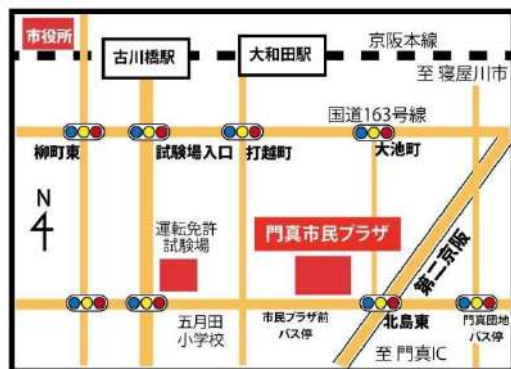 市役所
古川橋駅
大和田駅
京阪本線
至 寝屋川市
国道163号線
柳町東
試験場入口
打越町
大池町
N
運転免許
試験場
門真市民プラザ
第二京阪
五月田
小学校
市民プラザ前
バス停
北島東
門真団地
バス停
至 門真IC